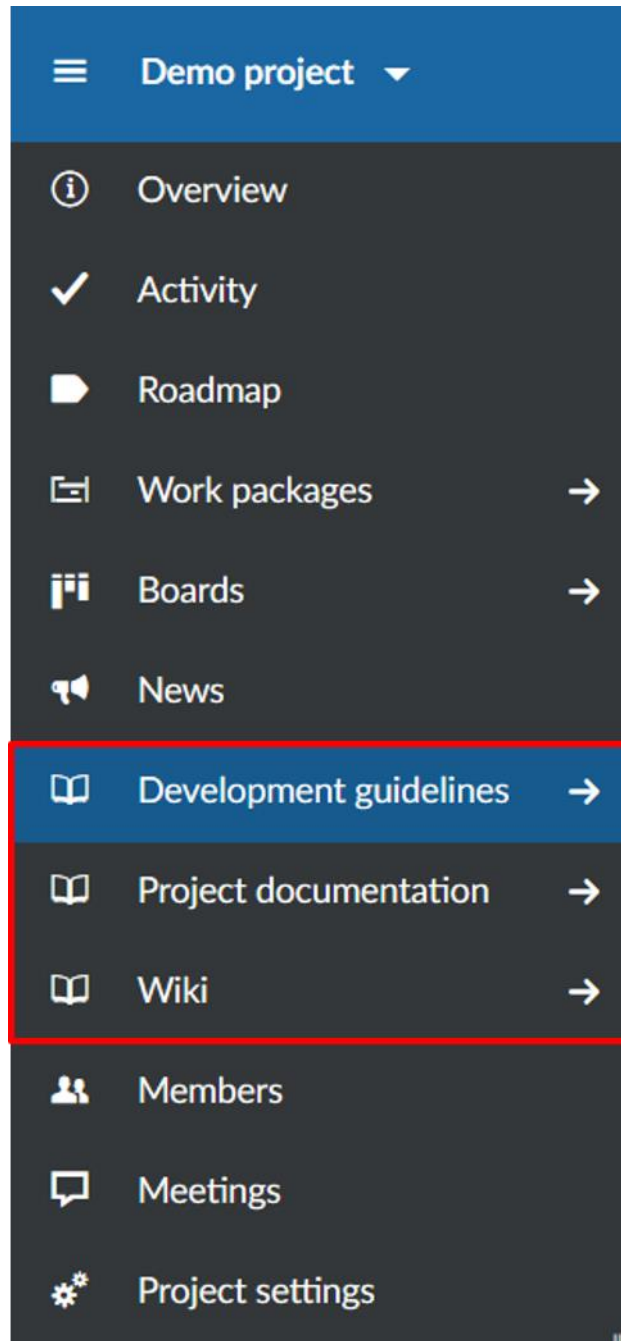 Demo project
Overview
Activity
Roadmap
Work packages
Boards
News
Development guidelines
Project documentation
Wiki
Members
Meetings
Project settings